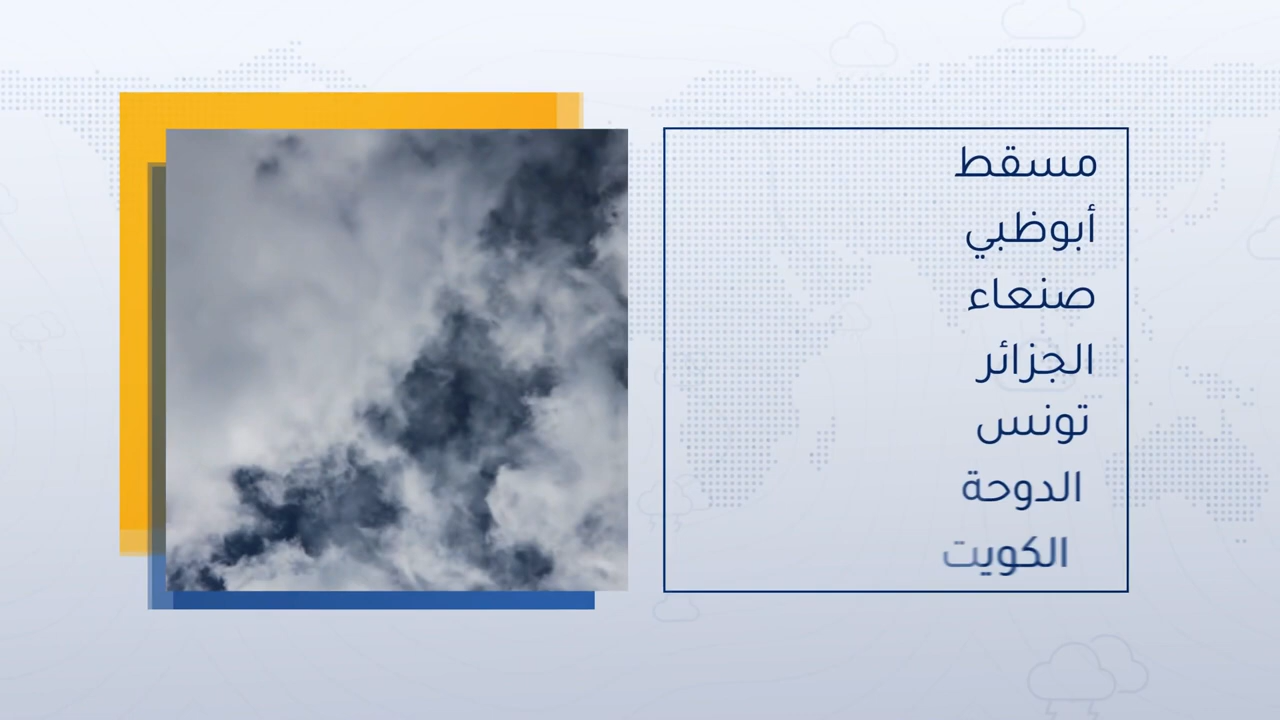 مسقط
أبوظبي
صنعاء
الجزائر
تونس
الدوحة
الكويت